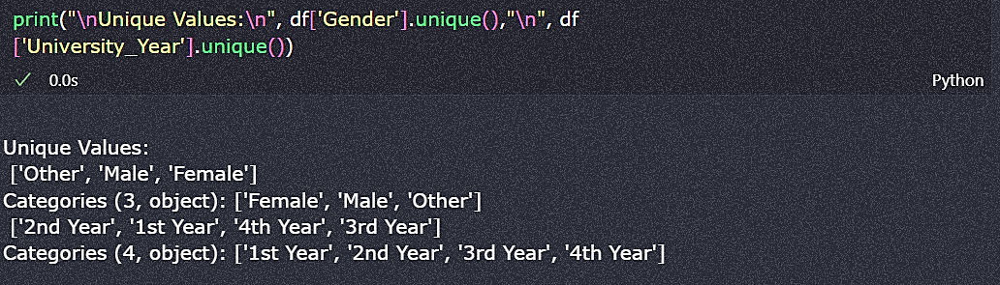 print("\nUnique Values:\n", df['Gender'].unique(),"\n", df
['University_Year'].unique())
0.0s
Python
Unique Values:
['Other', 'Male', 'Female']
Categories (3, object): ['Female', 'Male', 'Other']
['2nd Year', '1st Year', '4th Year', '3rd Year']
Categories (4, object): ['1st Year', '2nd Year', '3rd Year', '4th Year']